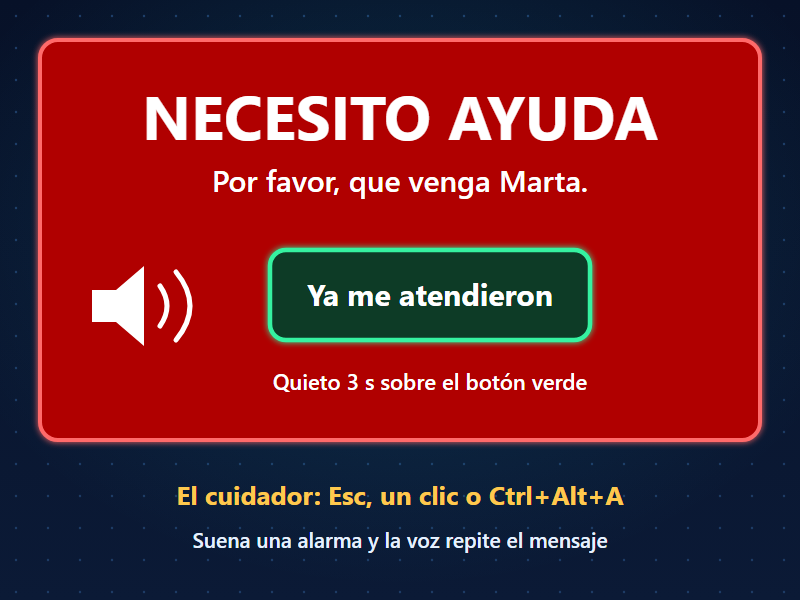 NECESITO AYUDA
Por favor, que venga Marta.
Ya me atendieron
Quieto 3 s sobre el botón verde
El cuidador: Esc, un clic o Ctrl+Alt+A
Suena una alarma y la voz repite el mensaje